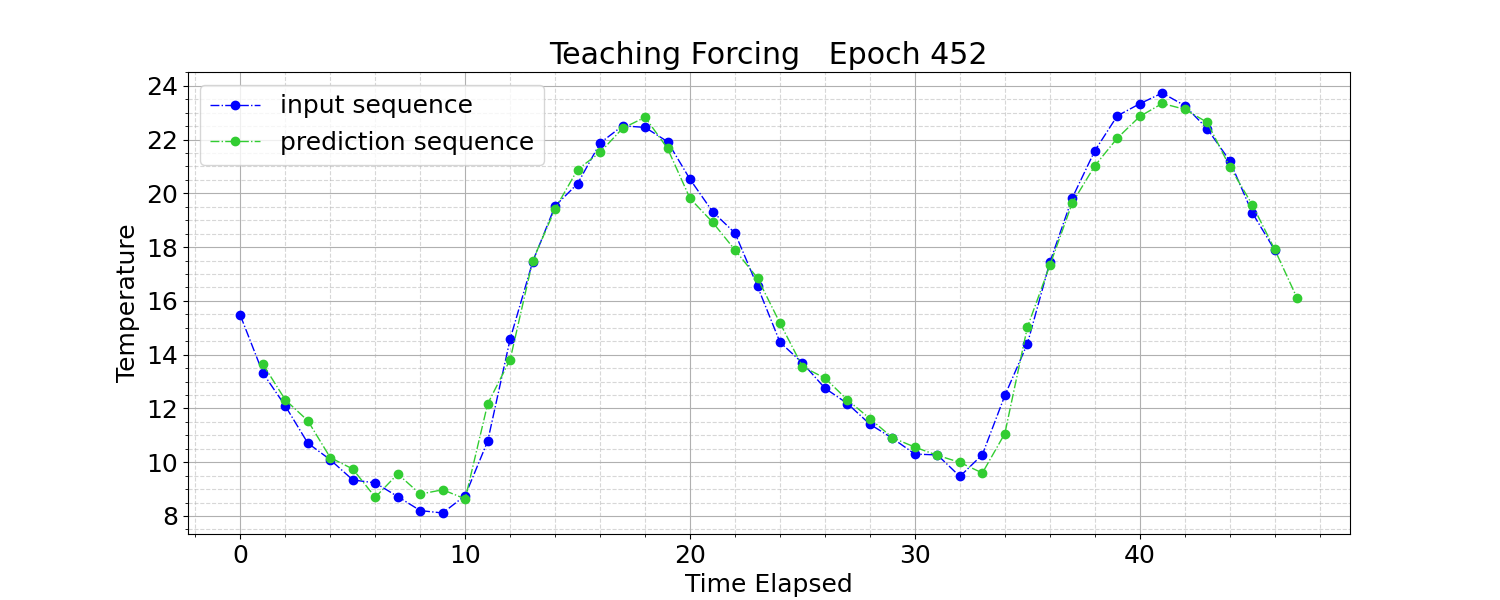 Teaching Forcing   Epoch 452
input sequence
prediction sequence
Temperature
24
22
20
18
16
14
12
10
8
0 10 20 30 40
Time Elapsed